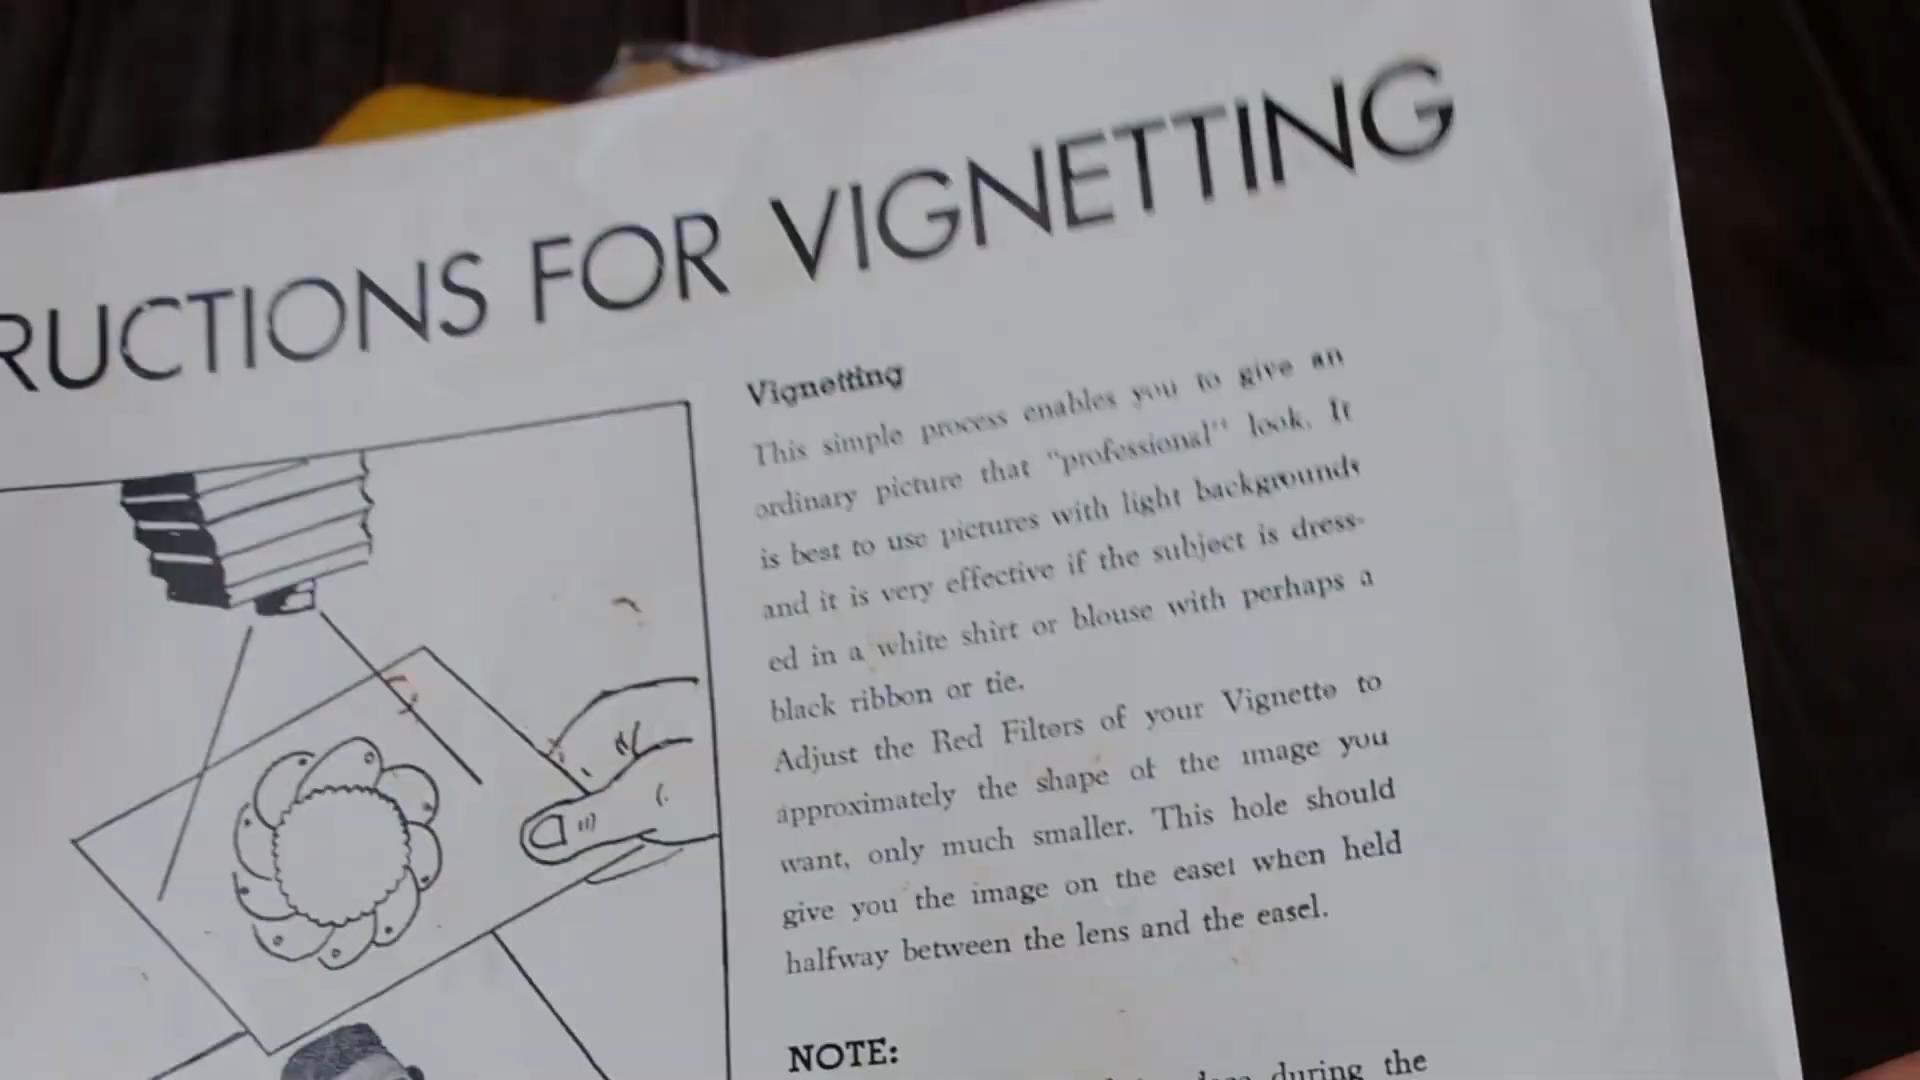 RUCTIONS FOR VIGNETTING
Vignetting
This simple process enables you to give an
ordinary picture that "professional" look. It
is best to use pictures with light backgrounds
and it is very effective if the subject is dress-
ed in a white shirt or blouse with perhaps a
black ribbon or tie.
Adjust the Red Filters of your Vignette to
approximately the shape of the image you
want, only much smaller. This hole should
give you the image on the easel when held
halfway between the lens and the easel.
NOTE:
during the